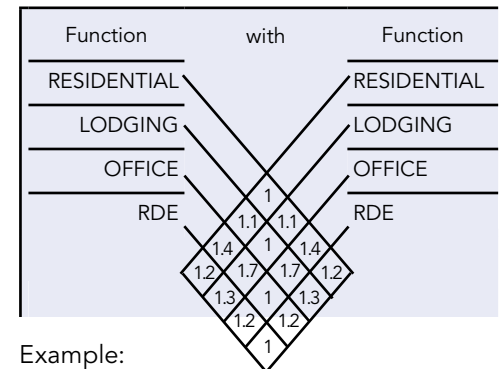 Function with Function
RESIDENTIAL RESIDENTIAL
LODGING LODGING
OFFICE OFFICE
RDE RDE
1
1.1 1.1
1.4 1 1.4
1.2 1.7 1.7 1.2
1.3 1 1.3
1.2 1.2
1
Example: